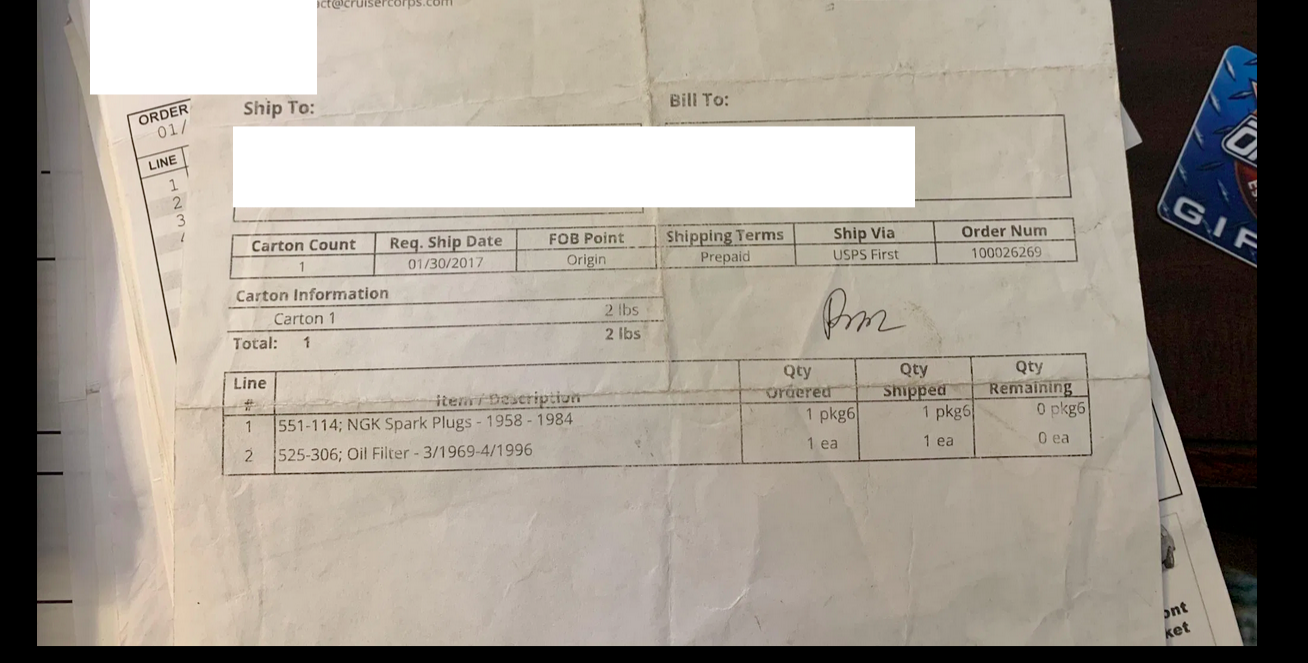 ct@cruisercorps.com
ORDER
01/
LINE
1
2
3
Ship To:
Bill To:
Carton Count Req. Ship Date FOB Point Shipping Terms Ship Via Order Num
1 01/30/2017 Origin Prepaid USPS First 100026269
Carton Information
Carton 1 2 lbs
Total: 1 2 lbs
Line # Item / Description Qty Ordered Qty Shipped Qty Remaining
1 551-114; NGK Spark Plugs - 1958 - 1984 1 pkg6 1 pkg6 0 pkg6
2 525-306; Oil Filter - 3/1969-4/1996 1 ea 1 ea 0 ea
ont
ket